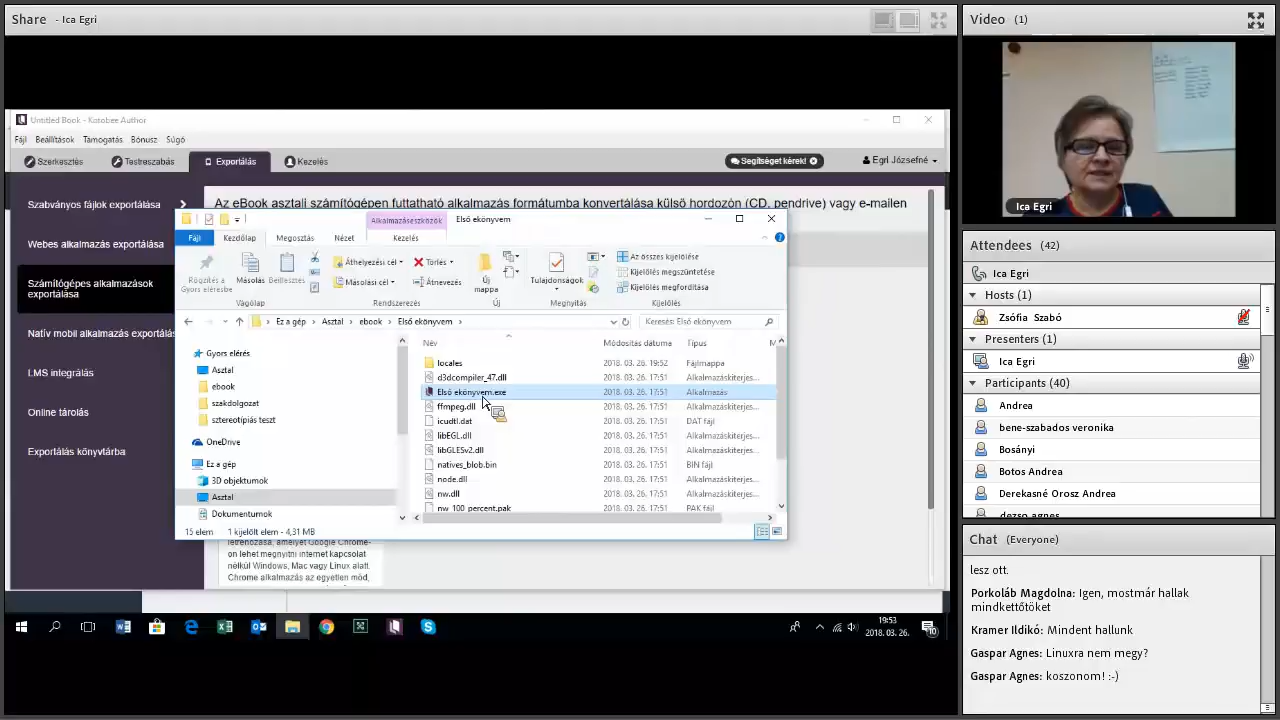 Share - Ica Egri
Untitled Book - Kotobee Author
Fájl Beállítások Támogatás Bónusz Súgó
Szerkesztés Testreszabás Exportálás Kezelés Segítséget kérek! Egri Józsefné
Szabványos fájlok exportálása
Webes alkalmazás exportálása
Számítógépes alkalmazások
exportálása
Natív mobil alkalmazás exportálás
LMS integrálás
Online tárolás
Exportálás könyvtárba
Az eBook asztali számítógépen futtatható alkalmazás formátumba konvertálása külső hordozón (CD, pendrive) vagy e-mailen
Alkalmazáseszközök Első ekönyvem
Fájl Kezdőlap Megosztás Nézet Kezelés
Rögzítés a
Gyors elérésbe
Másolás
Beillesztés
Vágólap
Áthelyezési cél
Másolási cél
Törlés
Átnevezés
Rendszerezés
Új
mappa
Új
Tulajdonságok
Megnyitás
Az összes kijelölése
Kijelölés megszüntetése
Kijelölés megfordítása
Kijelölés
Ez a gép Asztal ebook Első ekönyvem
Keresés: Első ekönyvem
Gyors elérés
Asztal
ebook
szakdolgozat
sztereotípiás teszt
OneDrive
Ez a gép
3D objektumok
Asztal
Dokumentumok
Név Módosítás dátuma Típus M
locales 2018. 03. 26. 19:52 Fájlmappa
d3dcompiler_47.dll 2018. 03. 26. 17:51 Alkalmazáskiterjes...
Első ekönyvem.exe 2018. 03. 26. 17:51 Alkalmazás
ffmpeg.dll 2018. 03. 26. 17:51 Alkalmazáskiterjes...
icudtl.dat 2018. 03. 26. 17:51 DAT fájl
libEGL.dll 2018. 03. 26. 17:51 Alkalmazáskiterjes...
libGLESv2.dll 2018. 03. 26. 17:51 Alkalmazáskiterjes...
natives_blob.bin 2018. 03. 26. 17:51 BIN fájl
node.dll 2018. 03. 26. 17:51 Alkalmazáskiterjes...
nw.dll 2018. 03. 26. 17:51 Alkalmazáskiterjes...
nw_100_percent.pak 2018. 03. 26. 17:51 PAK fájl
15 elem 1 kijelölt elem - 4,31 MB
létrehozása, amelyet Google Chrome-
on lehet megnyitni internet kapcsolat
nélkül Windows, Mac vagy Linux alatt.
Chrome alkalmazás az egyetlen mód,
19:53
2018. 03. 26.
10
Video (1)
Ica Egri
Attendees (42)
Ica Egri
Hosts (1)
Zsófia Szabó
Presenters (1)
Ica Egri
Participants (40)
Andrea
bene-szabados veronika
Bosányi
Botos Andrea
Derekasné Orosz Andrea
dezso agnes
Chat (Everyone)
lesz ott.
Porkoláb Magdolna: Igen, mostmár hallak
mindkettőtöket
Kramer Ildikó: Mindent hallunk
Gaspar Agnes: Linuxra nem megy?
Gaspar Agnes: koszonom! :-)